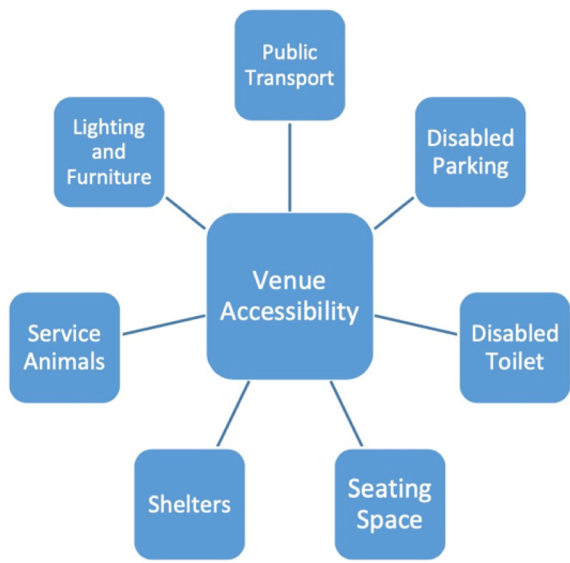 Public
Transport
Lighting
and
Furniture
Disabled
Parking
Venue
Accessibility
Service
Animals
Disabled
Toilet
Shelters
Seating
Space